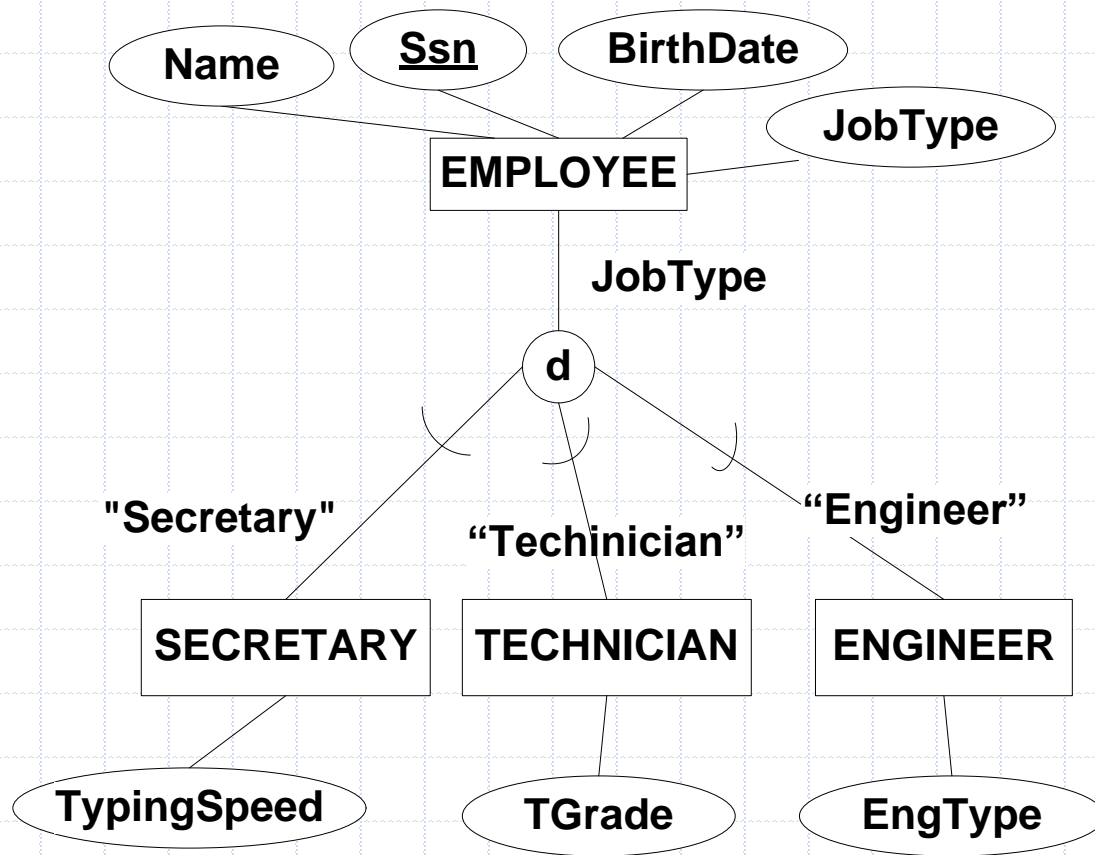 Name
Ssn
BirthDate
JobType
EMPLOYEE
JobType
d
"Secretary"
“Techinician”
“Engineer”
SECRETARY
TECHNICIAN
ENGINEER
TypingSpeed
TGrade
EngType